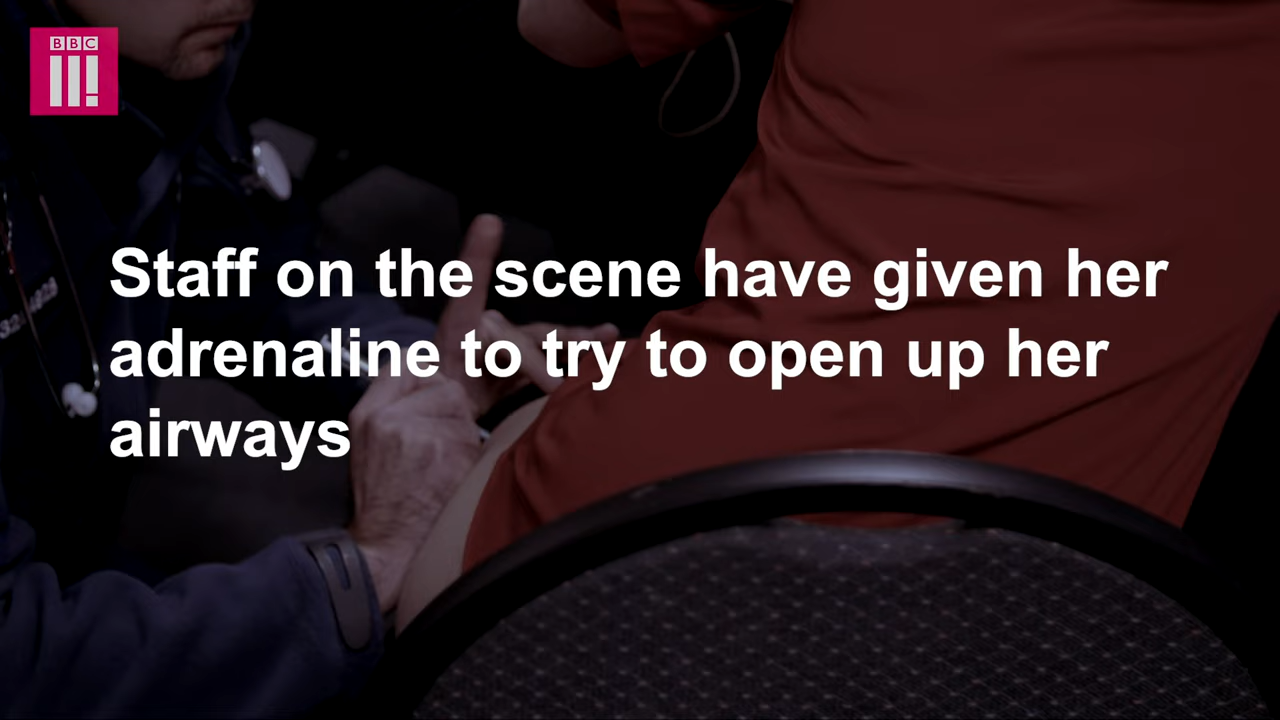 BBC
Staff on the scene have given her
adrenaline to try to open up her
airways